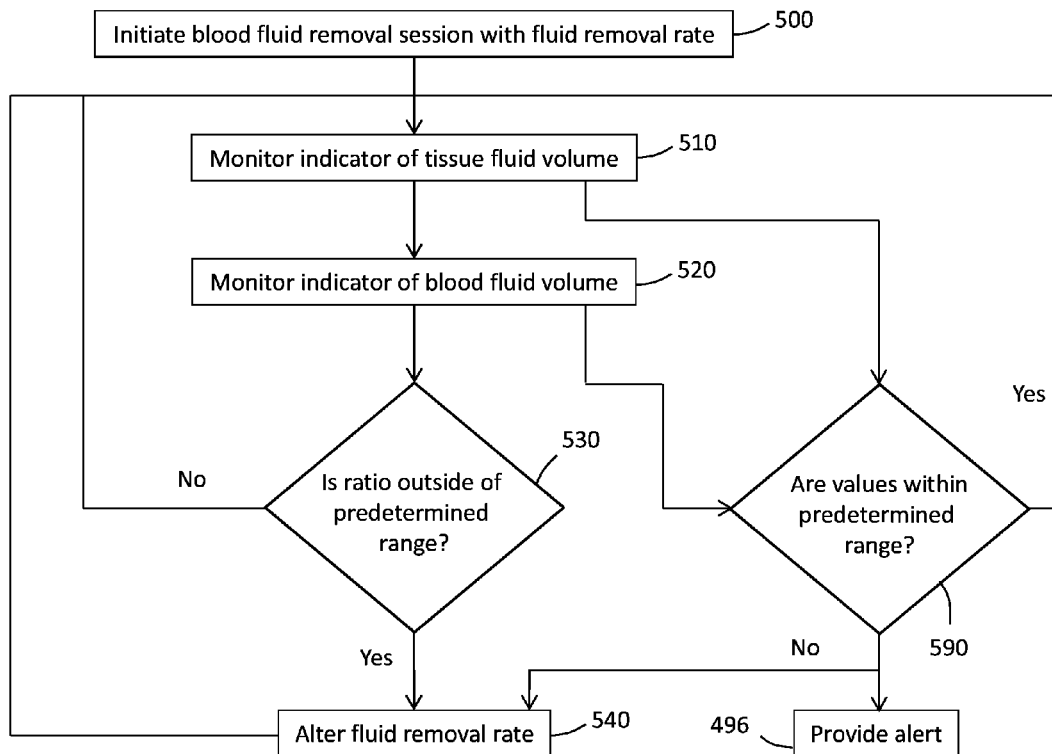 Initiate blood fluid removal session with fluid removal rate
500
Monitor indicator of tissue fluid volume
510
Monitor indicator of blood fluid volume
520
Yes
530
No
Is ratio outside of
predetermined
range?
Are values within
predetermined
range?
590
No
Yes
Alter fluid removal rate
540
496
Provide alert